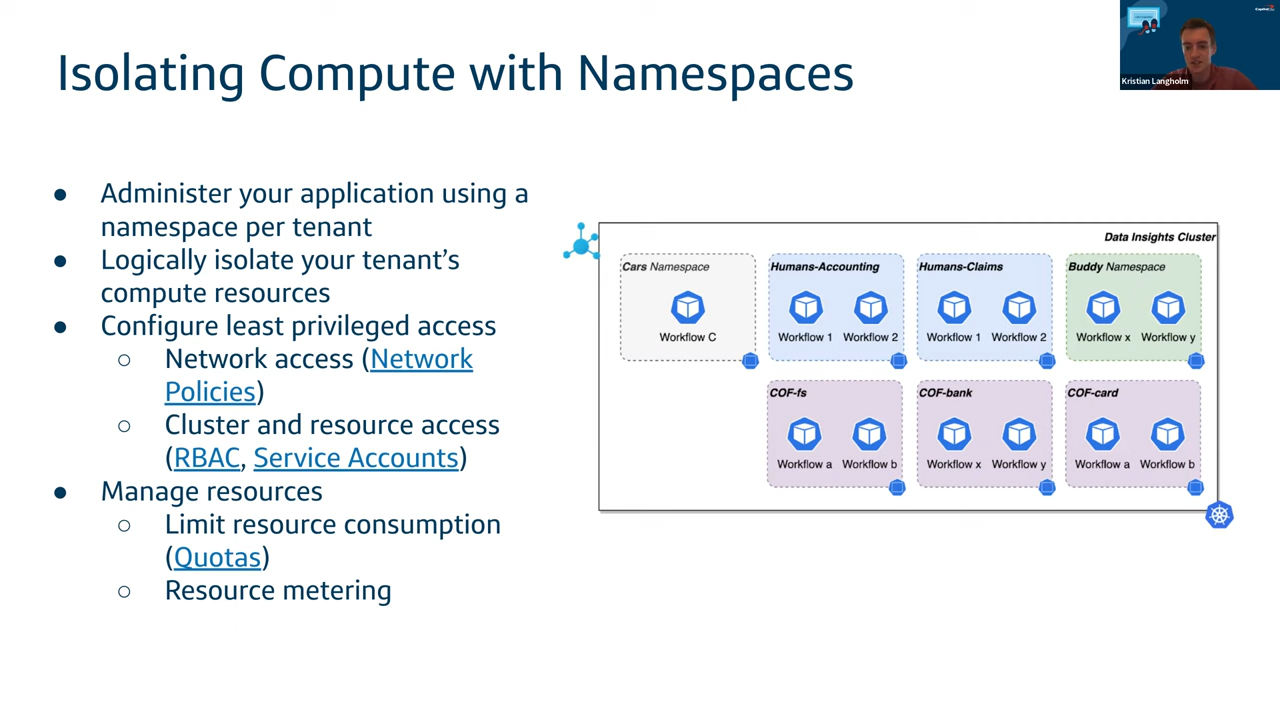 Isolating Compute with Namespaces
Kristian Langholm
● Administer your application using a
namespace per tenant
● Logically isolate your tenant's
compute resources
● Configure least privileged access
○ Network access (Network
Policies)
○ Cluster and resource access
(RBAC, Service Accounts)
● Manage resources
○ Limit resource consumption
(Quotas)
○ Resource metering
Data Insights Cluster
Cars Namespace
Workflow C
Humans-Accounting
Workflow 1 Workflow 2
Humans-Claims
Workflow 1 Workflow 2
Buddy Namespace
Workflow x Workflow y
COF-fs
Workflow a Workflow b
COF-bank
Workflow x Workflow y
COF-card
Workflow a Workflow b